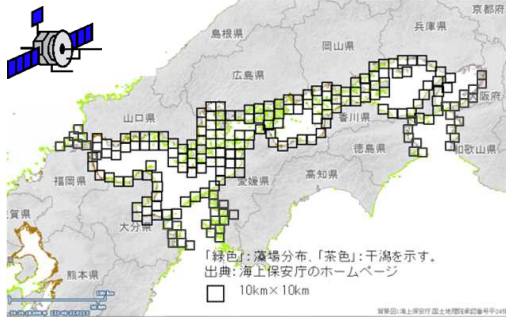 京都府
兵庫県
島根県
岡山県
広島県
阪府
山口県
香川県
徳島県
和歌山県
福岡県
愛媛県
高知県
大分県
賀県
熊本県
「緑色」: 藻場分布、「茶色」: 干潟を示す。
出典: 海上保安庁のホームページ
10km×10km